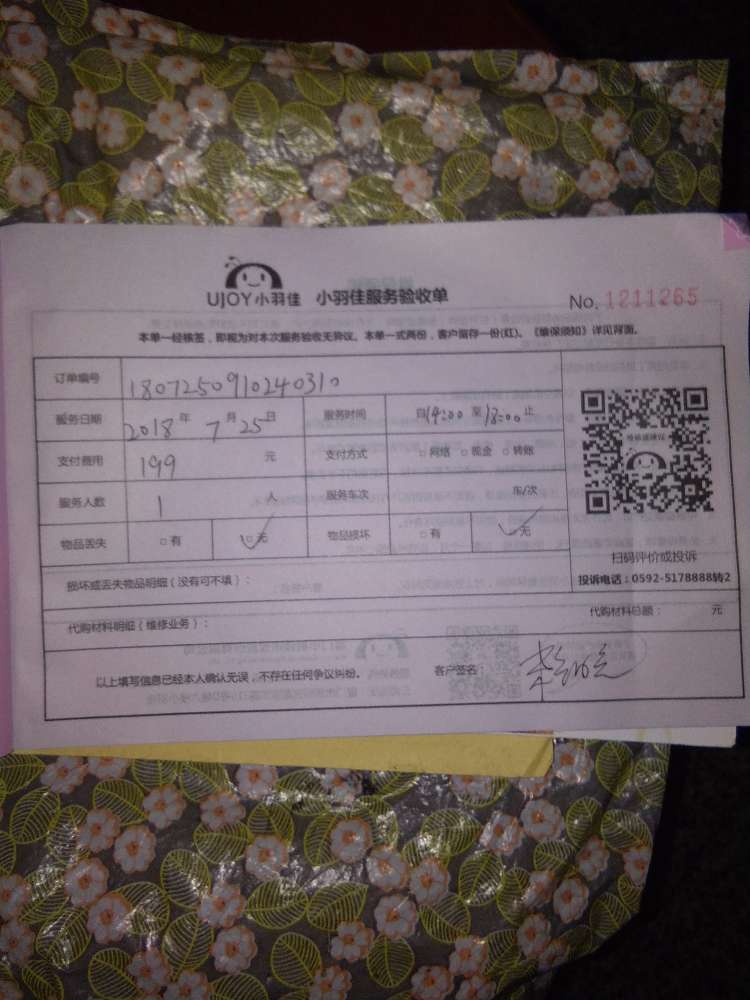 UJOY小羽佳 小羽佳服务验收单 No. 1211265
本单一经核签，即视为对本次服务验收无异议。本单一式两份，客户留存一份(红)。《维保须知》详见背面。
订单编号 1807250910240310
服务日期 2018年 7月25日 服务时间 自14:00 至18:00止
支付费用 199 元 支付方式 □网络 □现金 □转账
服务人数 1 人 服务车次 车/次
物品丢失 □有 □无 物品损坏 □有 □无
扫码评价或投诉
投诉电话：0592-5178888转2
损坏或丢失物品明细（没有可不填）：
代购材料明细（维修业务）： 代购材料总额： 元
以上填写信息已经本人确认无误，不存在任何争议纠纷。 客户签名：